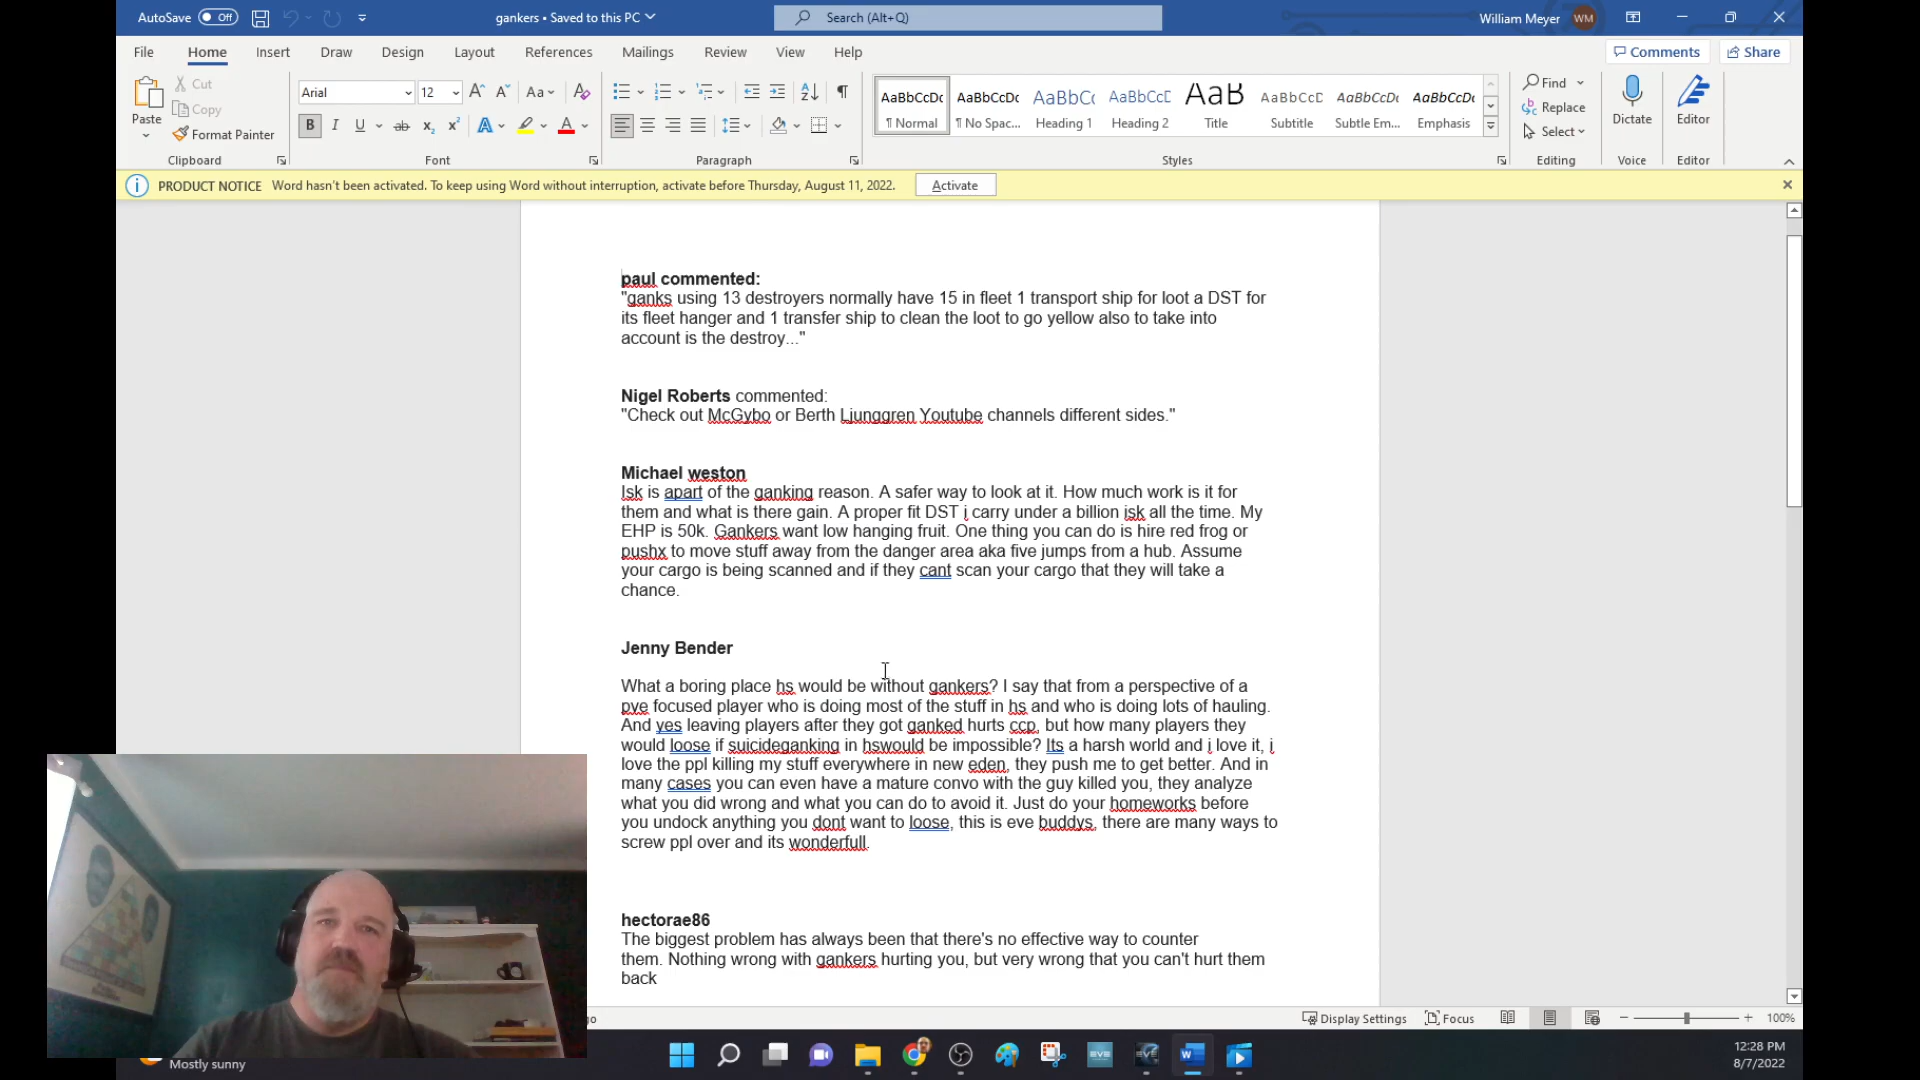 AutoSave Off gankers • Saved to this PC Search (Alt+Q) William Meyer WM
File Home Insert Draw Design Layout References Mailings Review View Help Comments Share
Paste Cut Copy Format Painter
Clipboard
Arial 12
Font
Paragraph
AaBbCcDc AaBbCcDc AaBbCc AaBbCcD AaB AaBbCcD AaBbCcDc AaBbCcDc
¶ Normal ¶ No Spac... Heading 1 Heading 2 Title Subtitle Subtle Em... Emphasis
Styles
Find
Replace
Select
Editing
Dictate
Voice
Editor
Editor
PRODUCT NOTICE Word hasn't been activated. To keep using Word without interruption, activate before Thursday, August 11, 2022. Activate
paul commented:
"ganks using 13 destroyers normally have 15 in fleet 1 transport ship for loot a DST for
its fleet hanger and 1 transfer ship to clean the loot to go yellow also to take into
account is the destroy..."
Nigel Roberts commented:
"Check out McGybo or Berth Ljunggren Youtube channels different sides."
Michael weston
Isk is apart of the ganking reason. A safer way to look at it. How much work is it for
them and what is there gain. A proper fit DST i carry under a billion isk all the time. My
EHP is 50k. Gankers want low hanging fruit. One thing you can do is hire red frog or
pushx to move stuff away from the danger area aka five jumps from a hub. Assume
your cargo is being scanned and if they cant scan your cargo that they will take a
chance.
Jenny Bender
What a boring place hs would be without gankers? I say that from a perspective of a
pve focused player who is doing most of the stuff in hs and who is doing lots of hauling.
And yes leaving players after they got ganked hurts ccp, but how many players they
would loose if suicideganking in hswould be impossible? Its a harsh world and i love it, i
love the ppl killing my stuff everywhere in new eden, they push me to get better. And in
many cases you can even have a mature convo with the guy killed you, they analyze
what you did wrong and what you can do to avoid it. Just do your homeworks before
you undock anything you dont want to loose, this is eve buddys, there are many ways to
screw ppl over and its wonderfull.
hectorae86
The biggest problem has always been that there's no effective way to counter
them. Nothing wrong with gankers hurting you, but very wrong that you can't hurt them
back
Display Settings Focus 100%
Mostly sunny
12:28 PM
8/7/2022